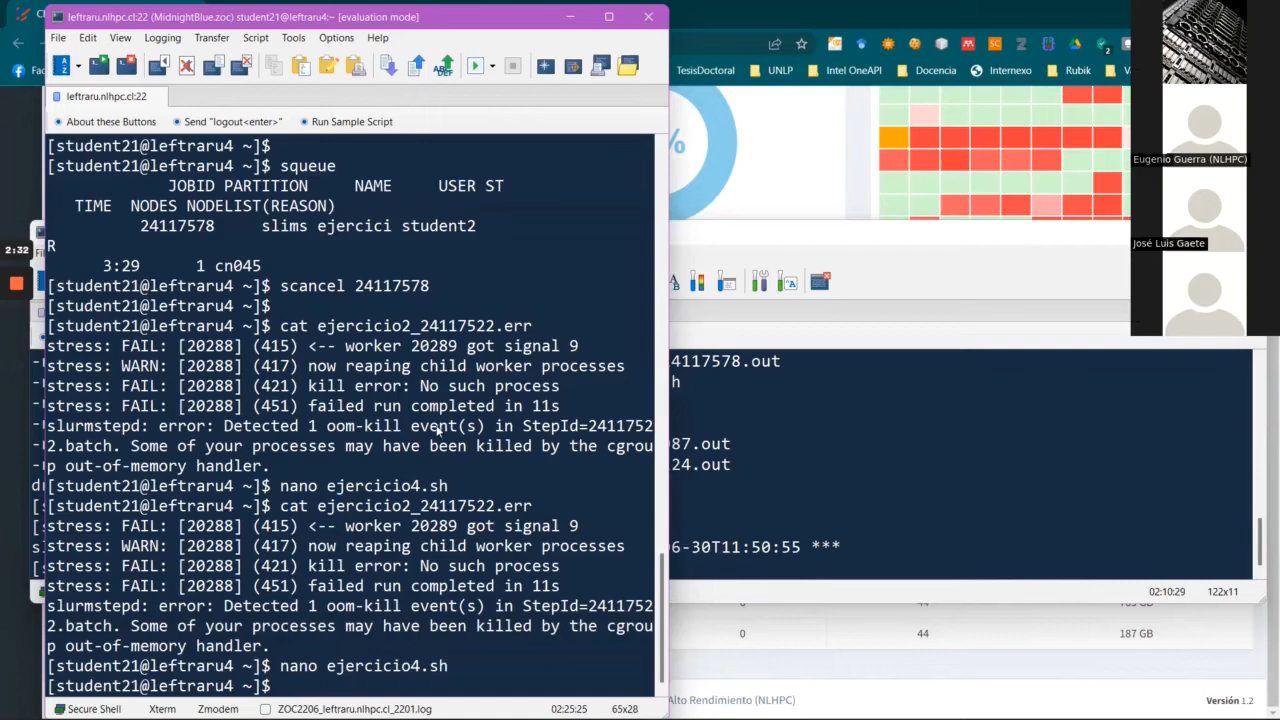 leftraru.nlhpc.cl:22 (MidnightBlue.zoc) student21@leftraru4:~ [evaluation mode]
File Edit View Logging Transfer Script Tools Options Help
leftraru.nlhpc.cl:22
About these Buttons Send "logout<enter>" Run Sample Script
[student21@leftraru4 ~]$
[student21@leftraru4 ~]$ squeue
JOBID PARTITION NAME USER ST
TIME NODES NODELIST(REASON)
24117578 slims ejercici student2
R
3:29 1 cn045
[student21@leftraru4 ~]$ scancel 24117578
[student21@leftraru4 ~]$
[student21@leftraru4 ~]$ cat ejercicio2_24117522.err
stress: FAIL: [20288] (415) <-- worker 20289 got signal 9
stress: WARN: [20288] (417) now reaping child worker processes
stress: FAIL: [20288] (421) kill error: No such process
stress: FAIL: [20288] (451) failed run completed in 11s
slurmstepd: error: Detected 1 oom-kill event(s) in StepId=2411752
2.batch. Some of your processes may have been killed by the cgrou
p out-of-memory handler.
[student21@leftraru4 ~]$ nano ejercicio4.sh
[student21@leftraru4 ~]$ cat ejercicio2_24117522.err
stress: FAIL: [20288] (415) <-- worker 20289 got signal 9
stress: WARN: [20288] (417) now reaping child worker processes
stress: FAIL: [20288] (421) kill error: No such process
stress: FAIL: [20288] (451) failed run completed in 11s
slurmstepd: error: Detected 1 oom-kill event(s) in StepId=2411752
2.batch. Some of your processes may have been killed by the cgrou
p out-of-memory handler.
[student21@leftraru4 ~]$ nano ejercicio4.sh
[student21@leftraru4 ~]$
Secure Shell Xterm Zmodem ZOC2206_leftraru.nlhpc.cl_2201.log 02:25:25 65x28
2:32
TesisDoctoral UNLP Intel OneAPI Docencia Internexo Rubik
%
4117578.out
h
87.out
24.out
6-30T11:50:55 ***
02:10:29 122x11
0 44
0 44 187 GB
Alto Rendimiento (NLHPC) Versión 1.2
Eugenio Guerra (NLHPC)
José Luis Gaete